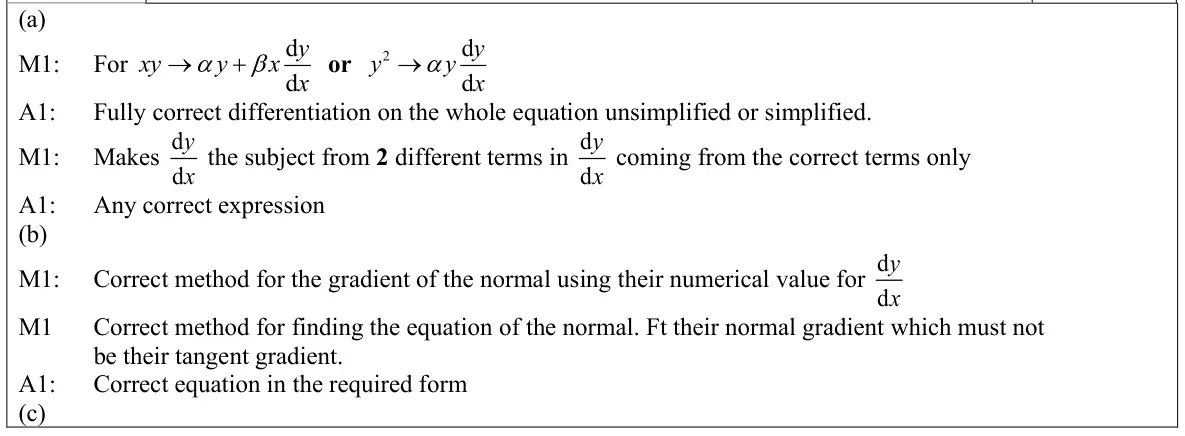 (a)
M1: For xy → αy + βx dy/dx or y² → αy dy/dx
A1: Fully correct differentiation on the whole equation unsimplified or simplified.
M1: Makes dy/dx the subject from 2 different terms in dy/dx coming from the correct terms only
A1: Any correct expression
(b)
M1: Correct method for the gradient of the normal using their numerical value for dy/dx
M1 Correct method for finding the equation of the normal. Ft their normal gradient which must not
be their tangent gradient.
A1: Correct equation in the required form
(c)